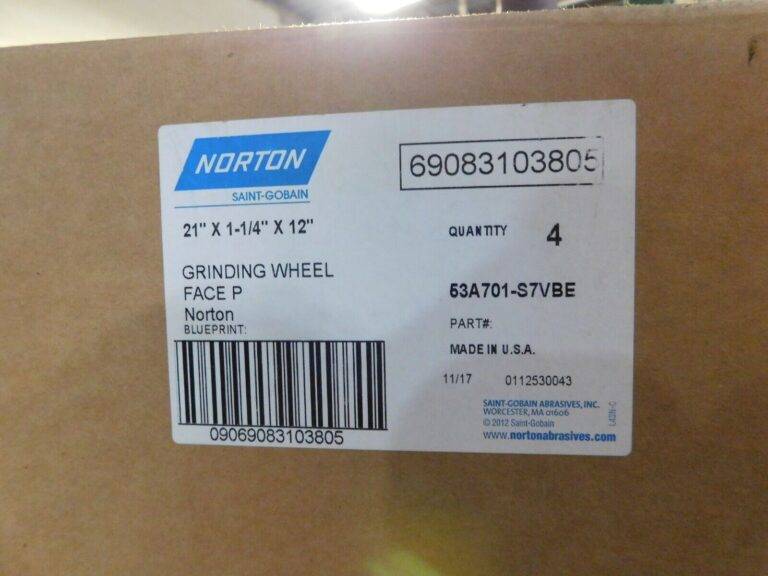 NORTON
SAINT-GOBAIN
69083103805
21" X 1-1/4" X 12"
QUANTITY 4
GRINDING WHEEL
FACE P
Norton
BLUEPRINT:
53A701-S7VBE
PART#:
MADE IN U.S.A.
11/17 0112530043
09069083103805
SAINT-GOBAIN ABRASIVES, INC.
WORCESTER, MA 01606
© 2012 Saint-Gobain
www.nortonabrasives.com